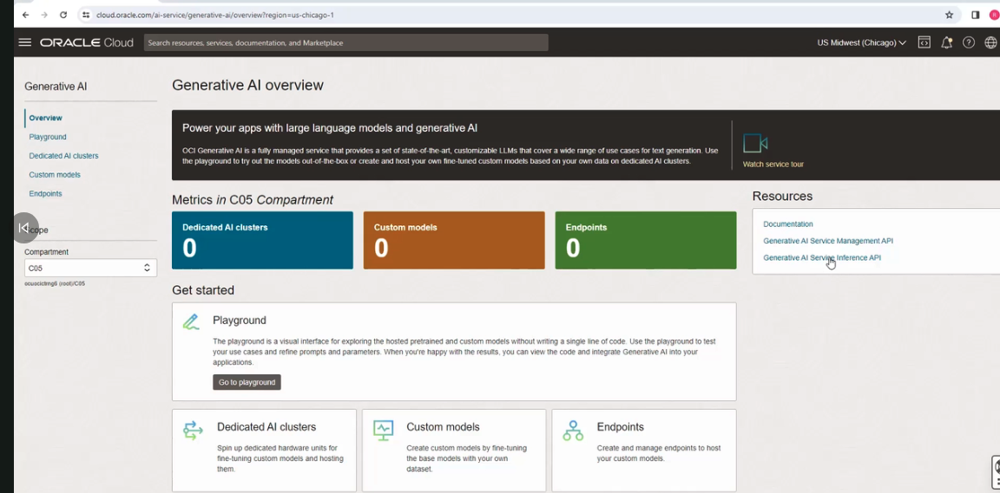 cloud.oracle.com/ai-service/generative-ai/overview?region=us-chicago-1
ORACLE Cloud
Search resources, services, documentation, and Marketplace
US Midwest (Chicago)
Generative AI
Overview
Playground
Dedicated AI clusters
Custom models
Endpoints
Scope
Compartment
C05
Generative AI overview
Power your apps with large language models and generative AI
OCI Generative AI is a fully managed service that provides a set of state-of-the-art, customizable LLMs that cover a wide range of use cases for text generation. Use
the playground to try out the models out-of-the-box or create and host your own fine-tuned custom models based on your own data on dedicated AI clusters.
Watch service tour
Metrics in C05 Compartment
Dedicated AI clusters
0
Custom models
0
Endpoints
0
Resources
Documentation
Generative AI Service Management API
Generative AI Service Inference API
Get started
Playground
The playground is a visual interface for exploring the hosted pretrained and custom models without writing a single line of code. Use the playground to test
your use cases and refine prompts and parameters. When you're happy with the results, you can view the code and integrate Generative AI into your
applications.
Go to playground
Dedicated AI clusters
Spin up dedicated hardware units for
fine-tuning custom models and hosting
them.
Custom models
Create custom models by fine-tuning
the base models with your own
dataset.
Endpoints
Create and manage endpoints to host
your custom models.